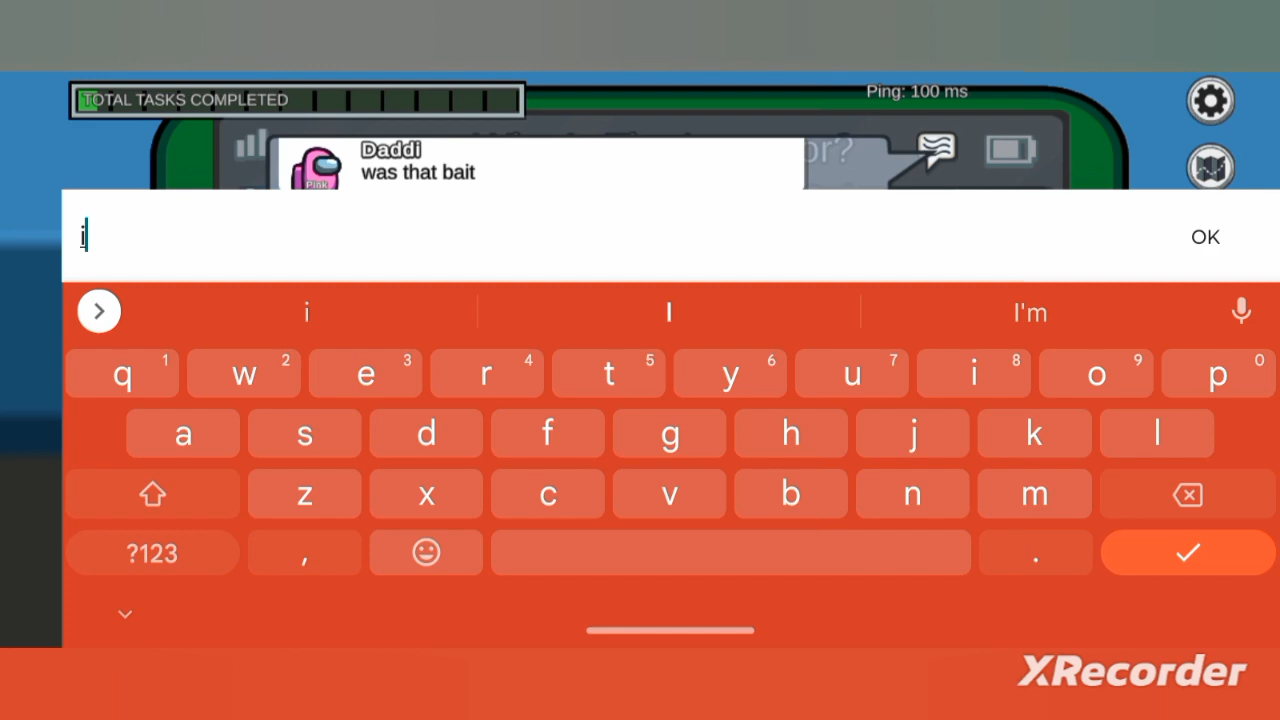 TOTAL TASKS COMPLETED
Ping: 100 ms
or?
Daddi
was that bait
Pink
i
OK
i I I'm
q 1 w 2 e 3 r 4 t 5 y 6 u 7 i 8 o 9 p 0
a s d f g h j k l
z x c v b n m
?123 , .
XRecorder